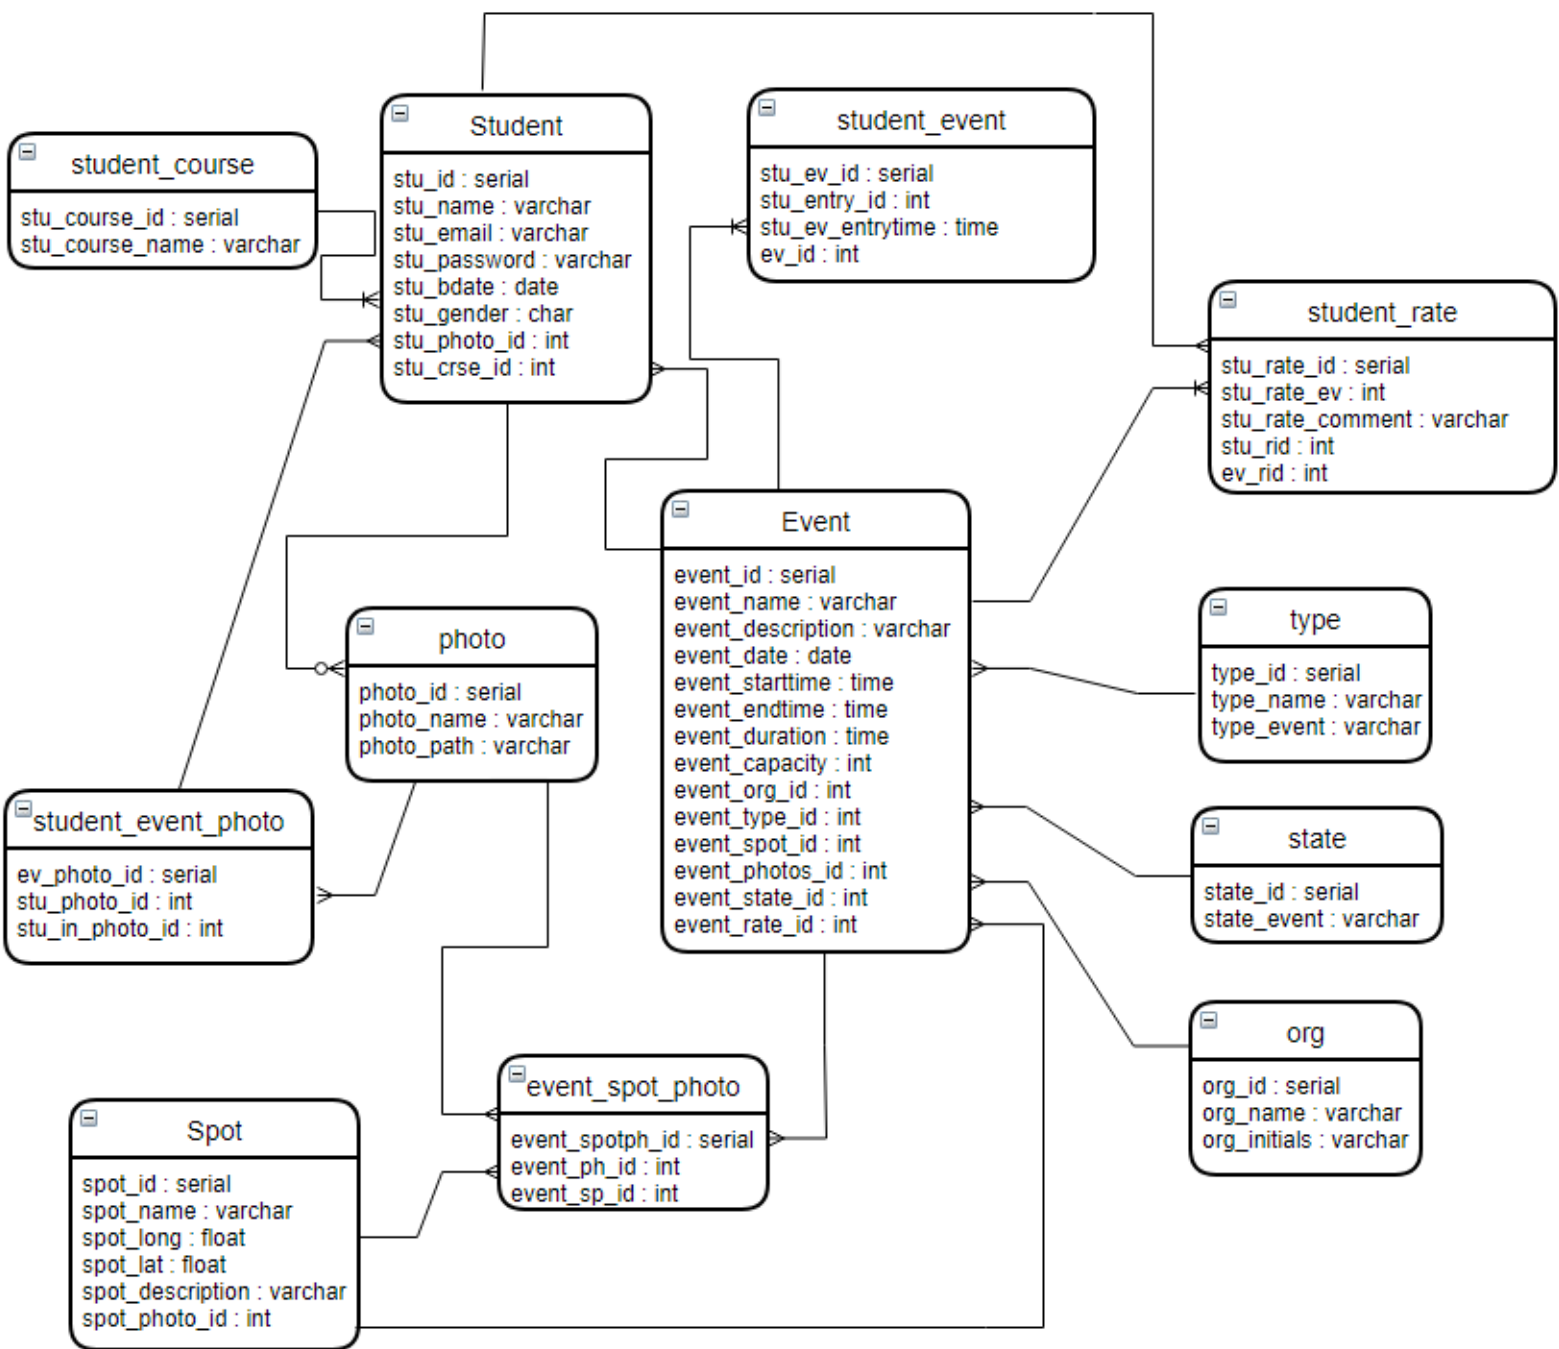 Student
stu_id : serial
stu_name : varchar
stu_email : varchar
stu_password : varchar
stu_bdate : date
stu_gender : char
stu_photo_id : int
stu_crse_id : int
student_event
stu_ev_id : serial
stu_entry_id : int
stu_ev_entrytime : time
ev_id : int
student_course
stu_course_id : serial
stu_course_name : varchar
student_rate
stu_rate_id : serial
stu_rate_ev : int
stu_rate_comment : varchar
stu_rid : int
ev_rid : int
Event
event_id : serial
event_name : varchar
event_description : varchar
event_date : date
event_starttime : time
event_endtime : time
event_duration : time
event_capacity : int
event_org_id : int
event_type_id : int
event_spot_id : int
event_photos_id : int
event_state_id : int
event_rate_id : int
photo
photo_id : serial
photo_name : varchar
photo_path : varchar
type
type_id : serial
type_name : varchar
type_event : varchar
student_event_photo
ev_photo_id : serial
stu_photo_id : int
stu_in_photo_id : int
state
state_id : serial
state_event : varchar
org
org_id : serial
org_name : varchar
org_initials : varchar
event_spot_photo
event_spotph_id : serial
event_ph_id : int
event_sp_id : int
Spot
spot_id : serial
spot_name : varchar
spot_long : float
spot_lat : float
spot_description : varchar
spot_photo_id : int